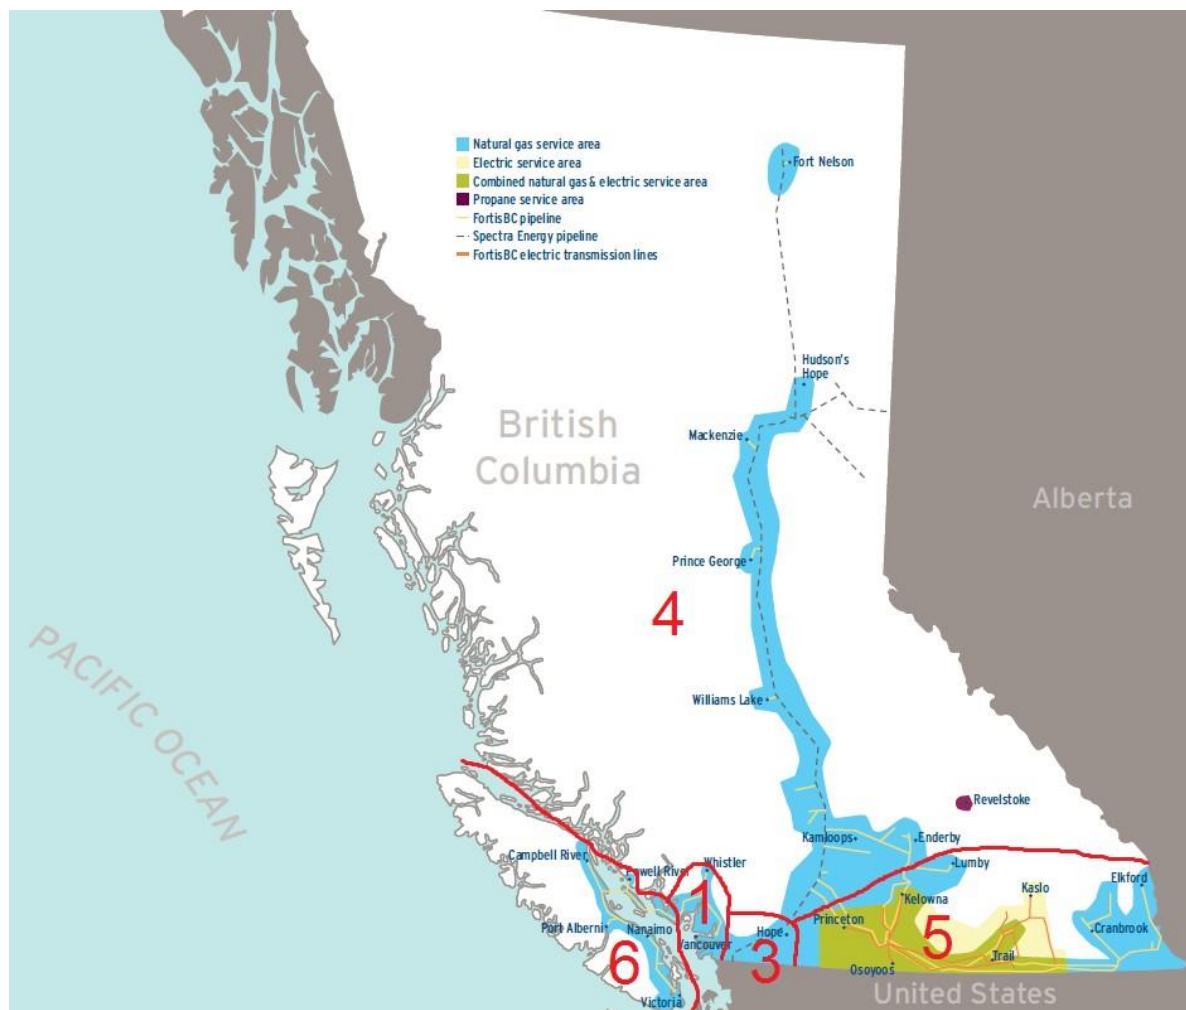 Natural gas service area
Electric service area
Combined natural gas & electric service area
Propane service area
FortisBC pipeline
Spectra Energy pipeline
FortisBC electric transmission lines
Fort Nelson
Hudson's
Hope
Mackenzie
British
Columbia
Alberta
Prince George
4
PACIFIC OCEAN
Williams Lake
Revelstoke
Kamloops
Enderby
Campbell River
Powell River
Whistler
Lumby
Elkford
1
Kaslo
Kelowna
Port Alberni
Nanaimo
Vancouver
Hope
Princeton
5
Cranbrook
6
3
Trail
Osoyoos
Victoria
United States